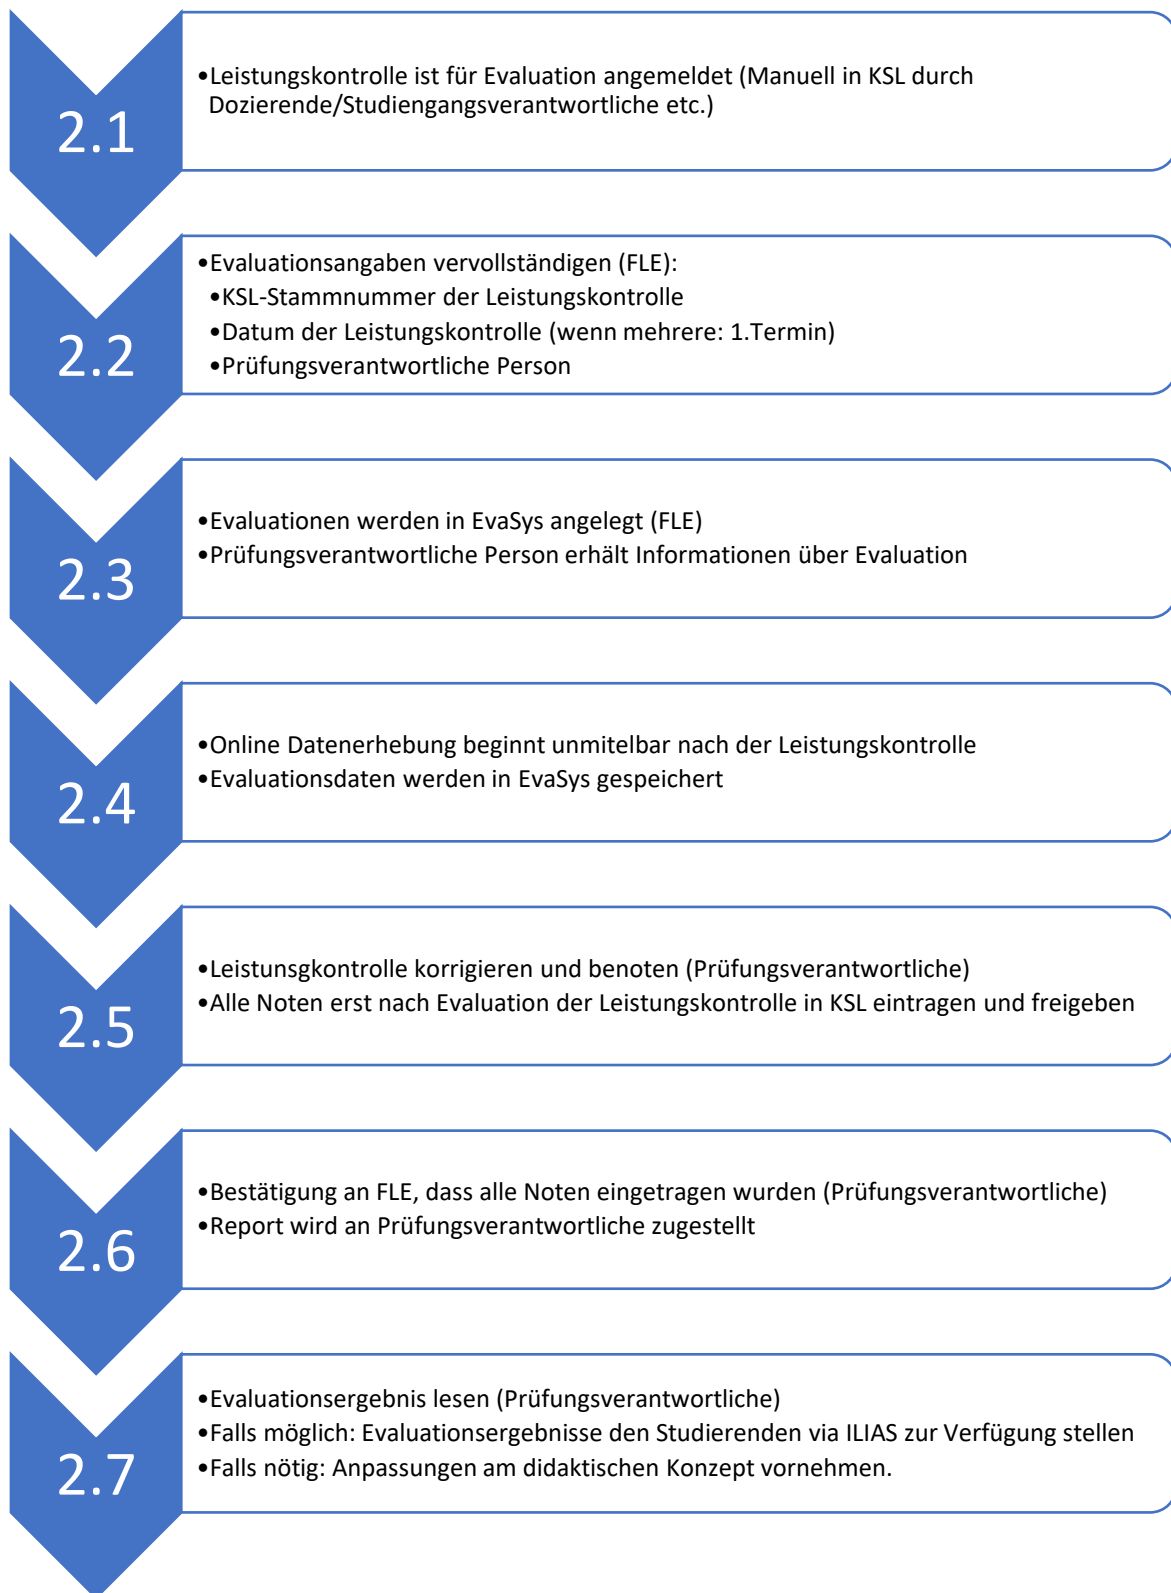 2.1
•Leistungskontrolle ist für Evaluation angemeldet (Manuell in KSL durch
Dozierende/Studiengangsverantwortliche etc.)
2.2
•Evaluationsangaben vervollständigen (FLE):
•KSL-Stammnummer der Leistungskontrolle
•Datum der Leistungskontrolle (wenn mehrere: 1.Termin)
•Prüfungsverantwortliche Person
2.3
•Evaluationen werden in EvaSys angelegt (FLE)
•Prüfungsverantwortliche Person erhält Informationen über Evaluation
2.4
•Online Datenerhebung beginnt unmitelbar nach der Leistungskontrolle
•Evaluationsdaten werden in EvaSys gespeichert
2.5
•Leistunsgkontrolle korrigieren und benoten (Prüfungsverantwortliche)
•Alle Noten erst nach Evaluation der Leistungskontrolle in KSL eintragen und freigeben
2.6
•Bestätigung an FLE, dass alle Noten eingetragen wurden (Prüfungsverantwortliche)
•Report wird an Prüfungsverantwortliche zugestellt
2.7
•Evaluationsergebnis lesen (Prüfungsverantwortliche)
•Falls möglich: Evaluationsergebnisse den Studierenden via ILIAS zur Verfügung stellen
•Falls nötig: Anpassungen am didaktischen Konzept vornehmen.